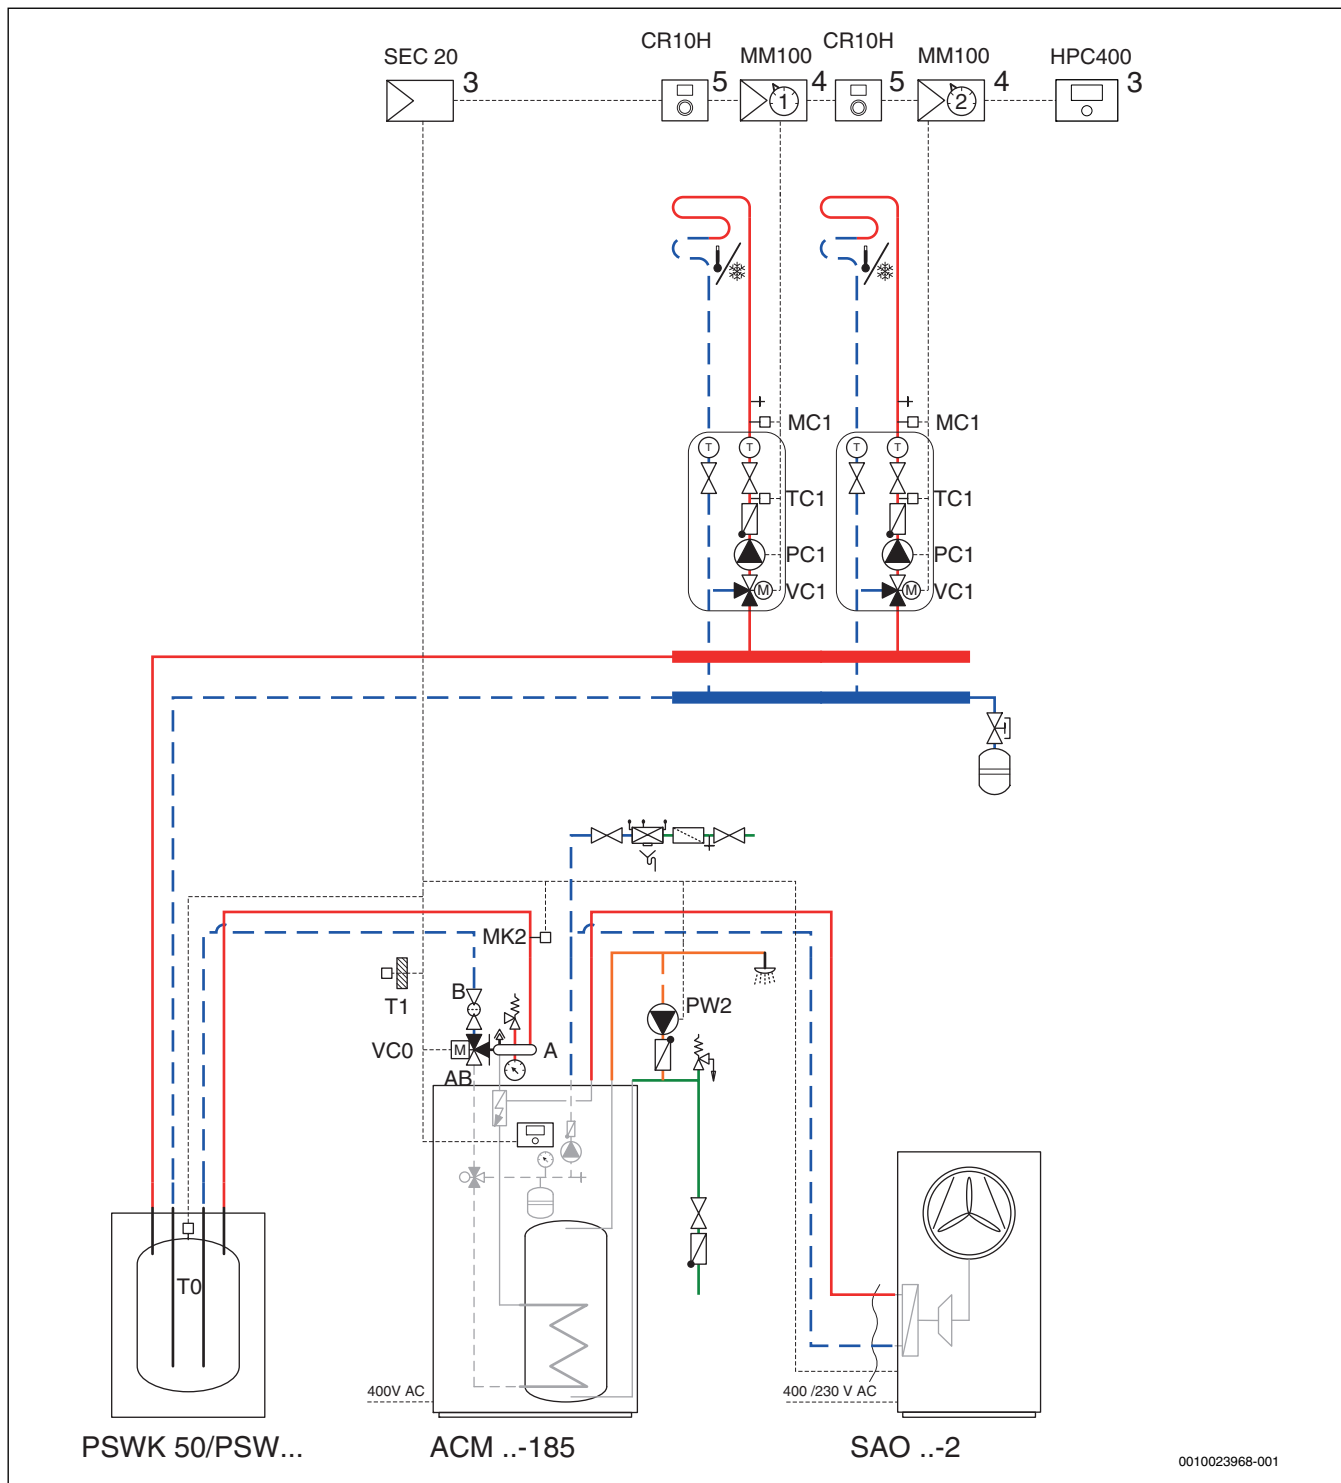 SEC 20
3
CR10H
5
MM100
1
4
CR10H
5
MM100
2
4
HPC400
3
MC1
MC1
T
T
T
T
TC1
TC1
PC1
PC1
M
VC1
M
VC1
MK2
T1
B
PW2
VC0
M
A
AB
T0
400V AC
400 /230 V AC
PSWK 50/PSW...
ACM ..-185
SAO ..-2
0010023968-001